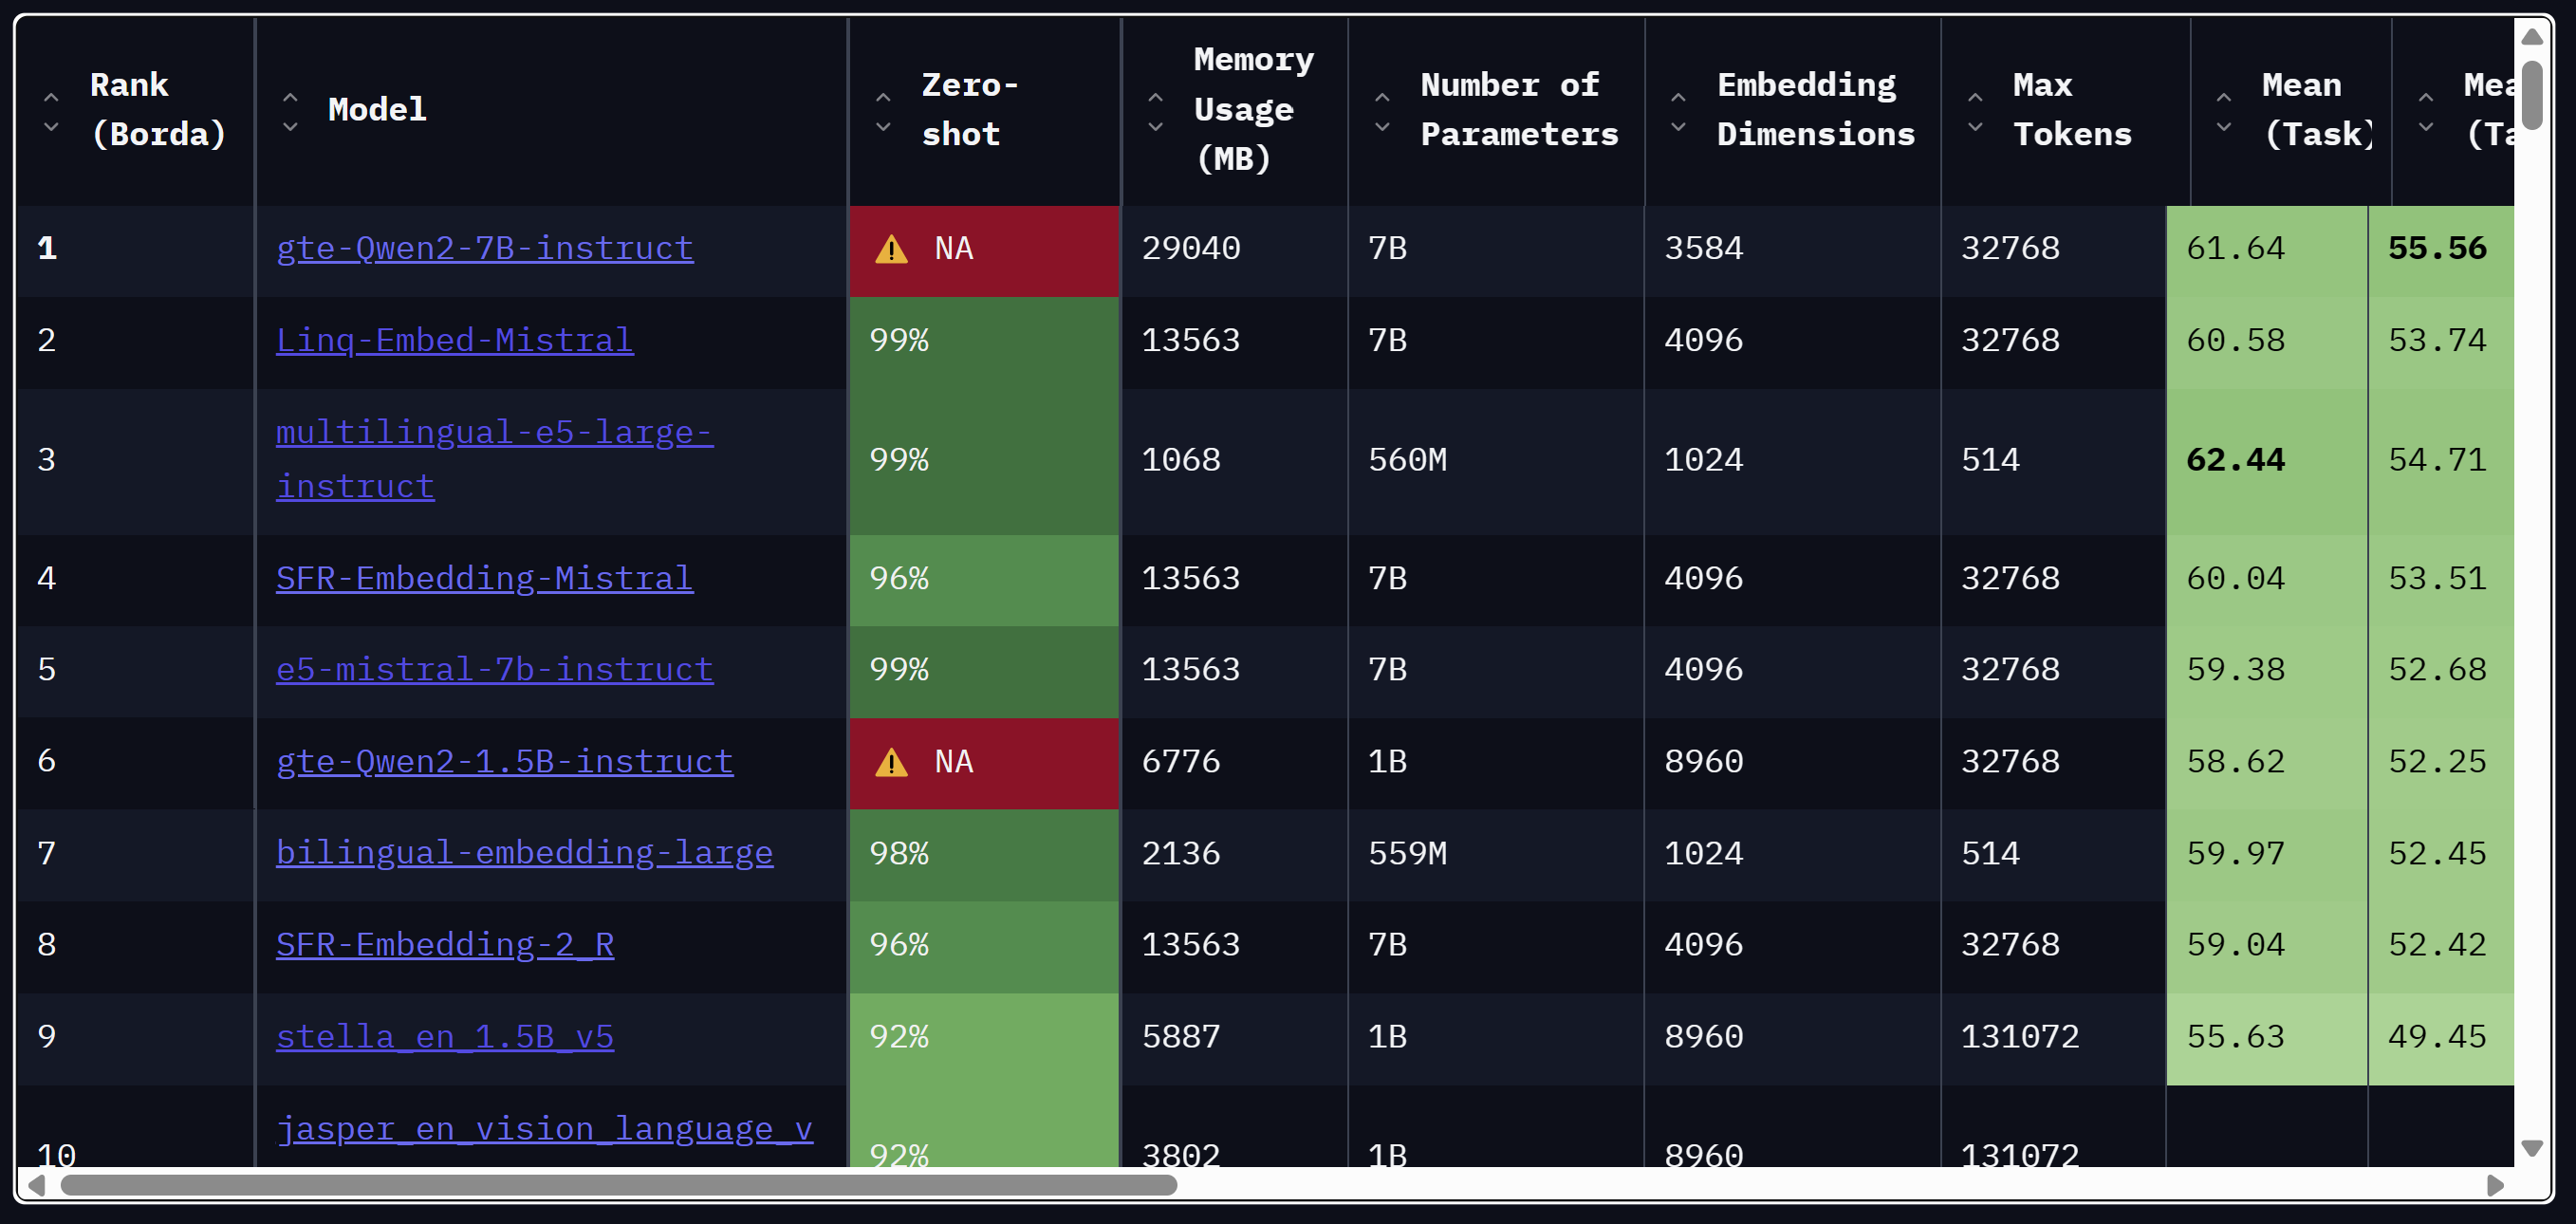 Rank (Borda) Model Zero-shot Memory Usage (MB) Number of Parameters Embedding Dimensions Max Tokens Mean (Task) Mea (Ta
1 gte-Qwen2-7B-instruct ⚠ NA 29040 7B 3584 32768 61.64 55.56
2 Linq-Embed-Mistral 99% 13563 7B 4096 32768 60.58 53.74
3 multilingual-e5-large-instruct 99% 1068 560M 1024 514 62.44 54.71
4 SFR-Embedding-Mistral 96% 13563 7B 4096 32768 60.04 53.51
5 e5-mistral-7b-instruct 99% 13563 7B 4096 32768 59.38 52.68
6 gte-Qwen2-1.5B-instruct ⚠ NA 6776 1B 8960 32768 58.62 52.25
7 bilingual-embedding-large 98% 2136 559M 1024 514 59.97 52.45
8 SFR-Embedding-2_R 96% 13563 7B 4096 32768 59.04 52.42
9 stella_en_1.5B_v5 92% 5887 1B 8960 131072 55.63 49.45
10 jasper_en_vision_language_v 92% 3802 1B 8960 131072